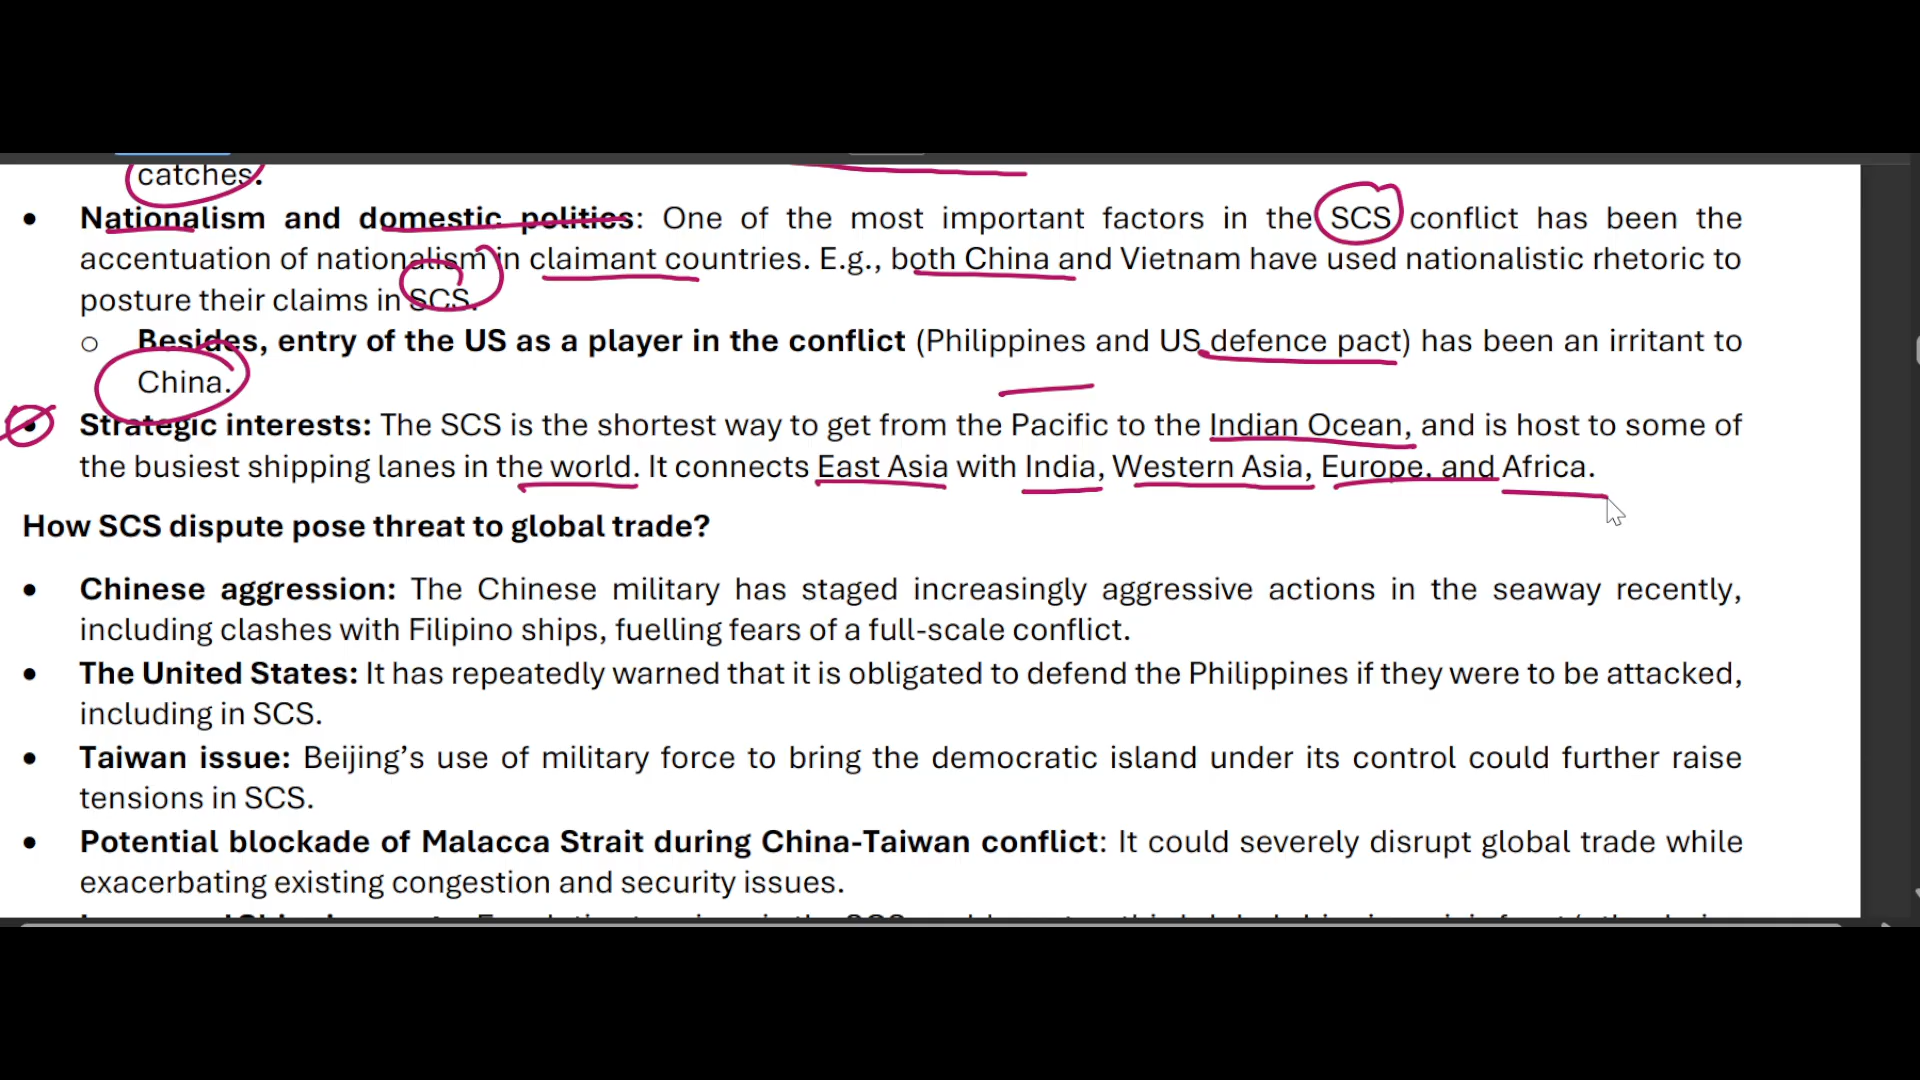 catches.
• Nationalism and domestic politics: One of the most important factors in the SCS conflict has been the
accentuation of nationalism in claimant countries. E.g., both China and Vietnam have used nationalistic rhetoric to
posture their claims in SCS.
○ Besides, entry of the US as a player in the conflict (Philippines and US defence pact) has been an irritant to
China.
• Strategic interests: The SCS is the shortest way to get from the Pacific to the Indian Ocean, and is host to some of
the busiest shipping lanes in the world. It connects East Asia with India, Western Asia, Europe, and Africa.
How SCS dispute pose threat to global trade?
• Chinese aggression: The Chinese military has staged increasingly aggressive actions in the seaway recently,
including clashes with Filipino ships, fuelling fears of a full-scale conflict.
• The United States: It has repeatedly warned that it is obligated to defend the Philippines if they were to be attacked,
including in SCS.
• Taiwan issue: Beijing’s use of military force to bring the democratic island under its control could further raise
tensions in SCS.
• Potential blockade of Malacca Strait during China-Taiwan conflict: It could severely disrupt global trade while
exacerbating existing congestion and security issues.